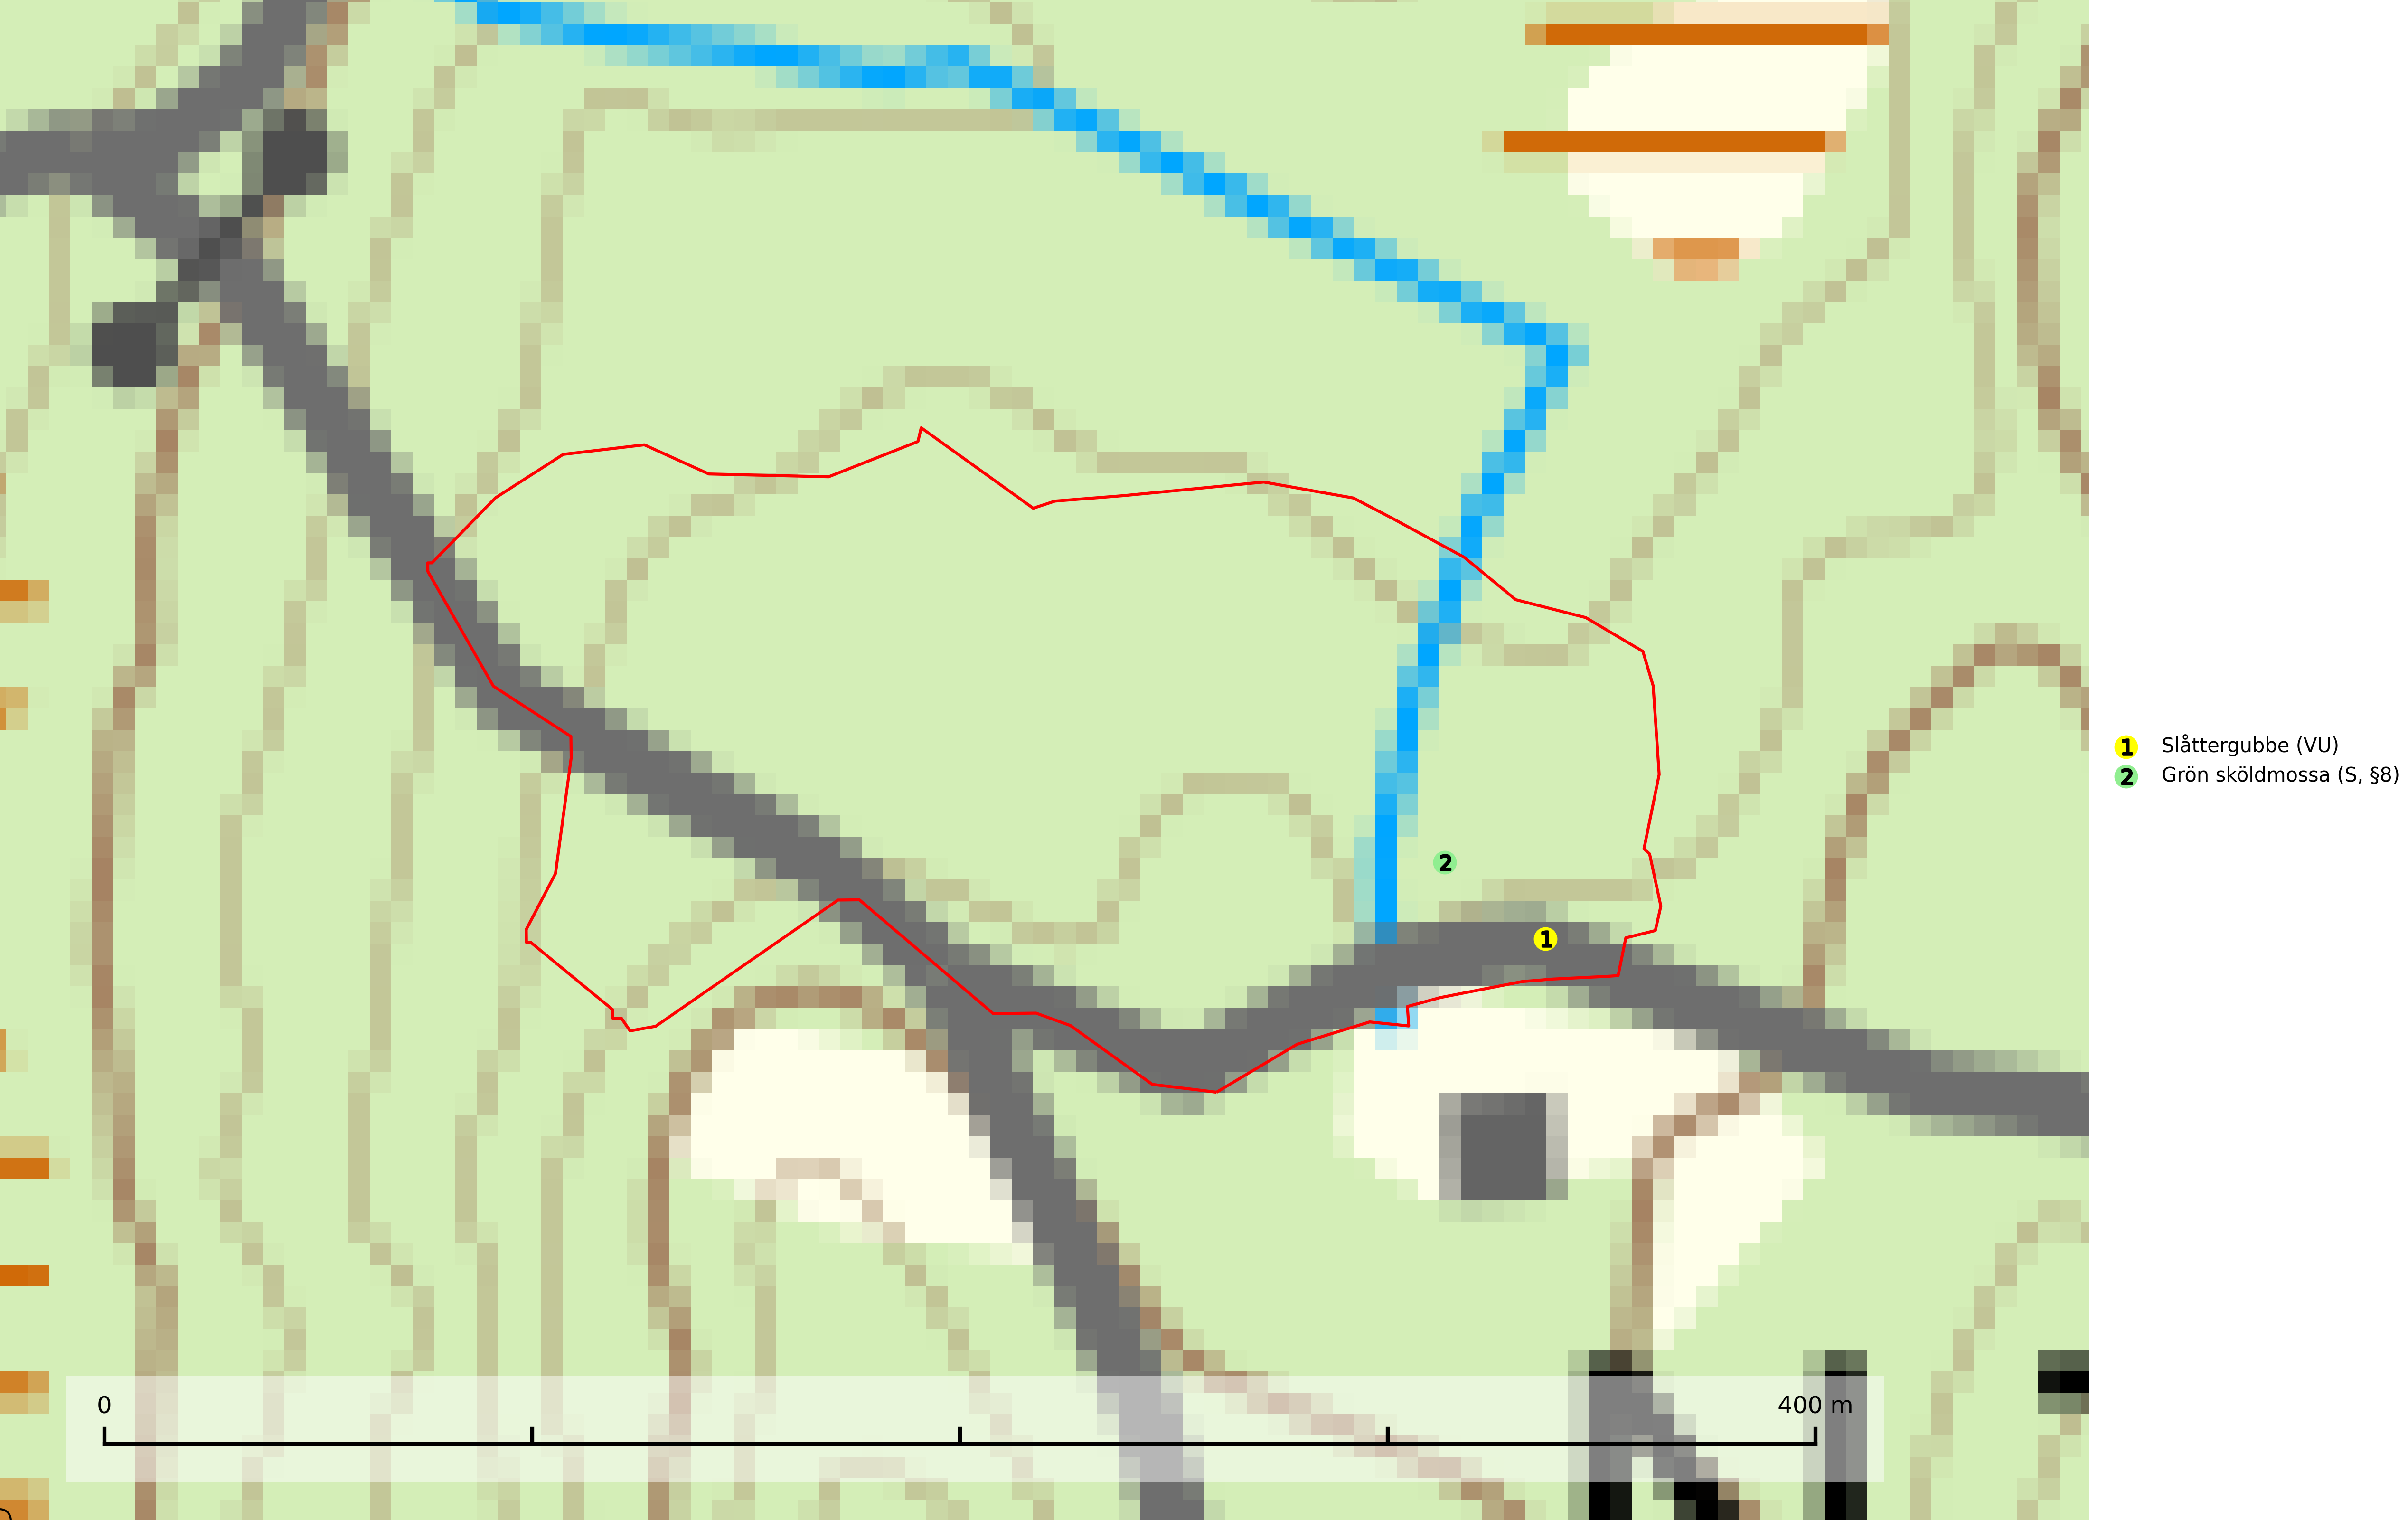 2
1
1 Slåttergubbe (VU)
2 Grön sköldmossa (S, §8)
0 400 m